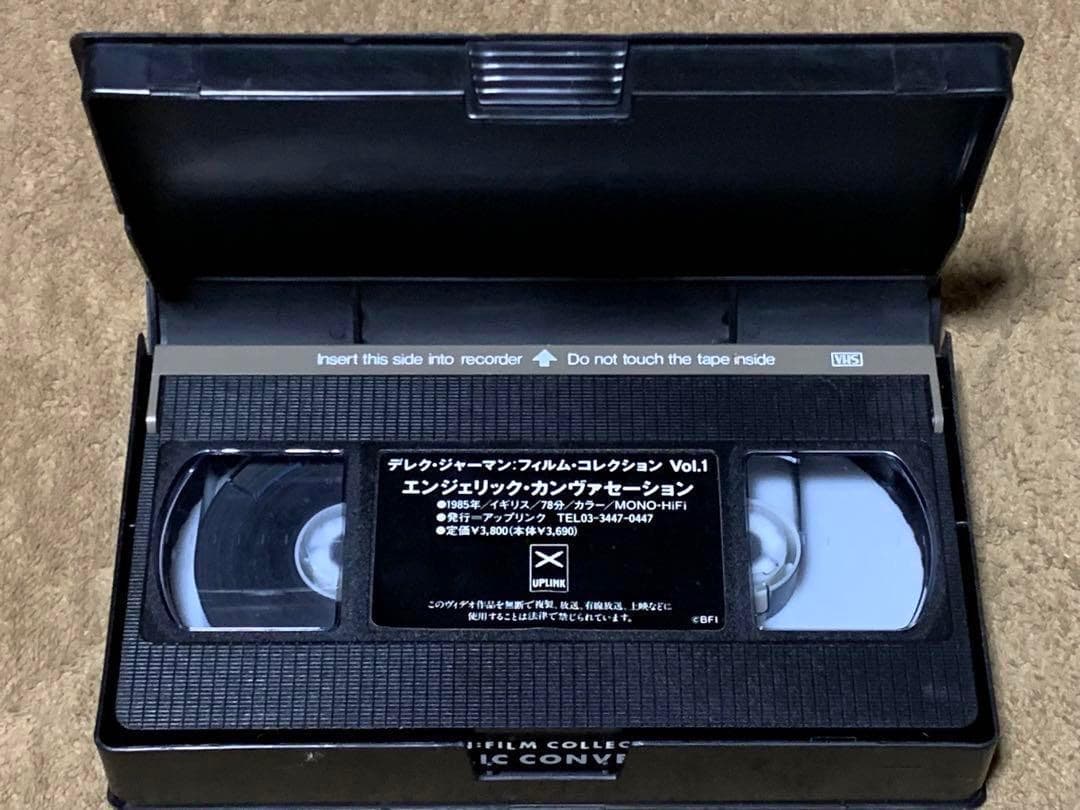 Insert this side into recorder ⬆ Do not touch the tape inside VHS
デレク・ジャーマン:フィルム・コレクション Vol.1
エンジェリック・カンヴァセーション
●1985年/イギリス/78分/カラー/MONO-HiFi
●発行=アップリンク TEL03-3447-0447
●定価¥3,800(本体¥3,690)
UPLINK
このヴィデオ作品を無断で複製、放送、有線放送、上映などに
使用することは法律で禁じられています。
©BFI
:FILM COLLEC
IC CONV